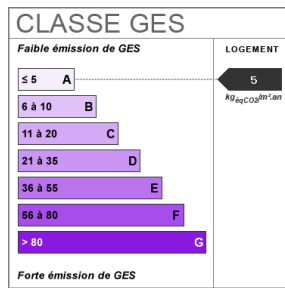 CLASSE GES
Faible émission de GES
LOGEMENT
≤ 5 A
5
kgéqCO2/m².an
6 à 10 B
11 à 20 C
21 à 35 D
36 à 55 E
56 à 80 F
> 80 G
Forte émission de GES